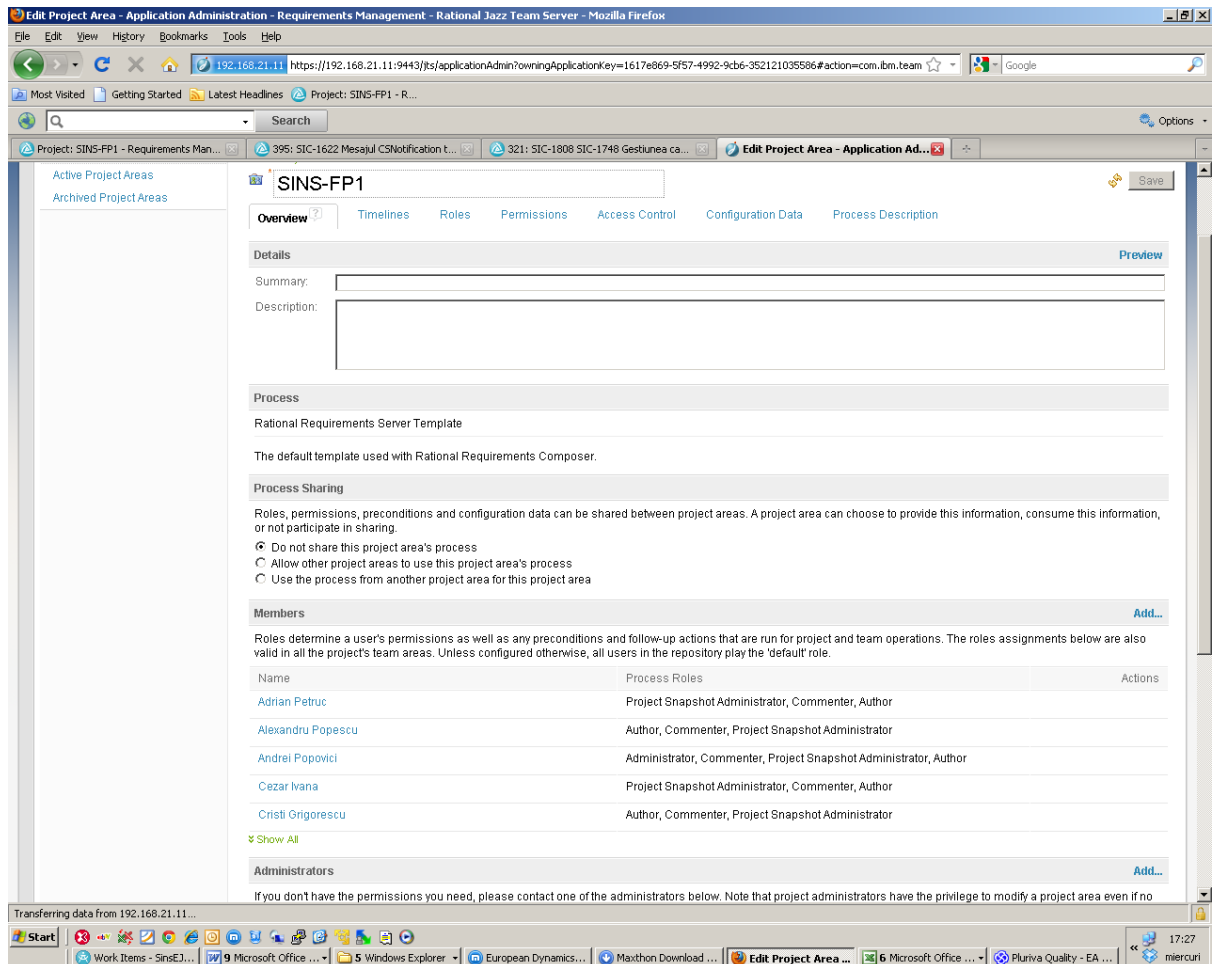 Edit Project Area - Application Administration - Requirements Management - Rational Jazz Team Server - Mozilla Firefox
File Edit View History Bookmarks Tools Help
192.168.21.11 https://192.168.21.11:9443/jts/applicationAdmin?owningApplicationKey=1617e869-5f57-4992-9cb6-352121035586#action=com.ibm.team
Google
Most Visited Getting Started Latest Headlines Project: SINS-FP1 - R...
Search Options
Project: SINS-FP1 - Requirements Man... 395: SIC-1622 Mesajul CSNotification t... 321: SIC-1808 SIC-1748 Gestiunea ca... Edit Project Area - Application Ad...
Active Project Areas
Archived Project Areas
SINS-FP1 Save
Overview ? Timelines Roles Permissions Access Control Configuration Data Process Description
Details Preview
Summary:
Description:
Process
Rational Requirements Server Template
The default template used with Rational Requirements Composer.
Process Sharing
Roles, permissions, preconditions and configuration data can be shared between project areas. A project area can choose to provide this information, consume this information,
or not participate in sharing.
Do not share this project area's process
Allow other project areas to use this project area's process
Use the process from another project area for this project area
Members Add...
Roles determine a user's permissions as well as any preconditions and follow-up actions that are run for project and team operations. The roles assignments below are also
valid in all the project's team areas. Unless configured otherwise, all users in the repository play the 'default' role.
Name Process Roles Actions
Adrian Petruc Project Snapshot Administrator, Commenter, Author
Alexandru Popescu Author, Commenter, Project Snapshot Administrator
Andrei Popovici Administrator, Commenter, Project Snapshot Administrator, Author
Cezar Ivana Project Snapshot Administrator, Commenter, Author
Cristi Grigorescu Author, Commenter, Project Snapshot Administrator
Show All
Administrators Add...
If you don't have the permissions you need, please contact one of the administrators below. Note that project administrators have the privilege to modify a project area even if no
Transferring data from 192.168.21.11...
Start 17:27
Work Items - SinsEJ... 9 Microsoft Office ... 5 Windows Explorer European Dynamics... Maxthon Download ... Edit Project Area ... 6 Microsoft Office ... Pluriva Quality - EA ... miercuri